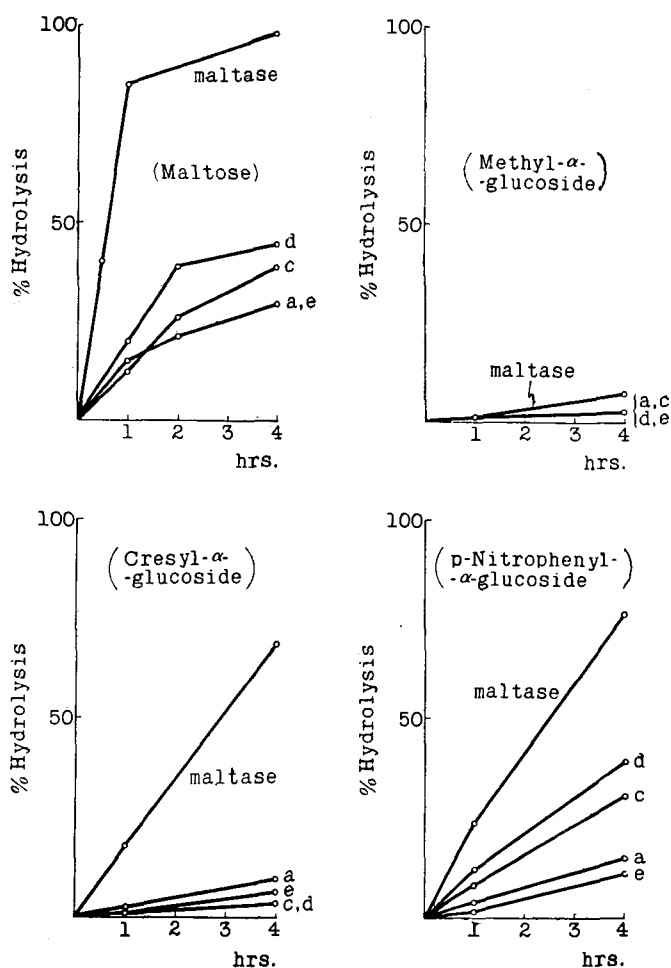 100
maltase
(Maltose)
50
% Hydrolysis
d
c
a,e
1 2 3 4
hrs.
100
(Methyl-α-
-glucoside)
50
% Hydrolysis
maltase
a,c
d,e
1 2 3 4
hrs.
100
(Cresyl-α-
-glucoside)
50
% Hydrolysis
maltase
a
e
c,d
1 2 3 4
hrs.
100
(p-Nitrophenyl-
-α-glucoside)
50
% Hydrolysis
maltase
d
c
a
e
1 2 3 4
hrs.